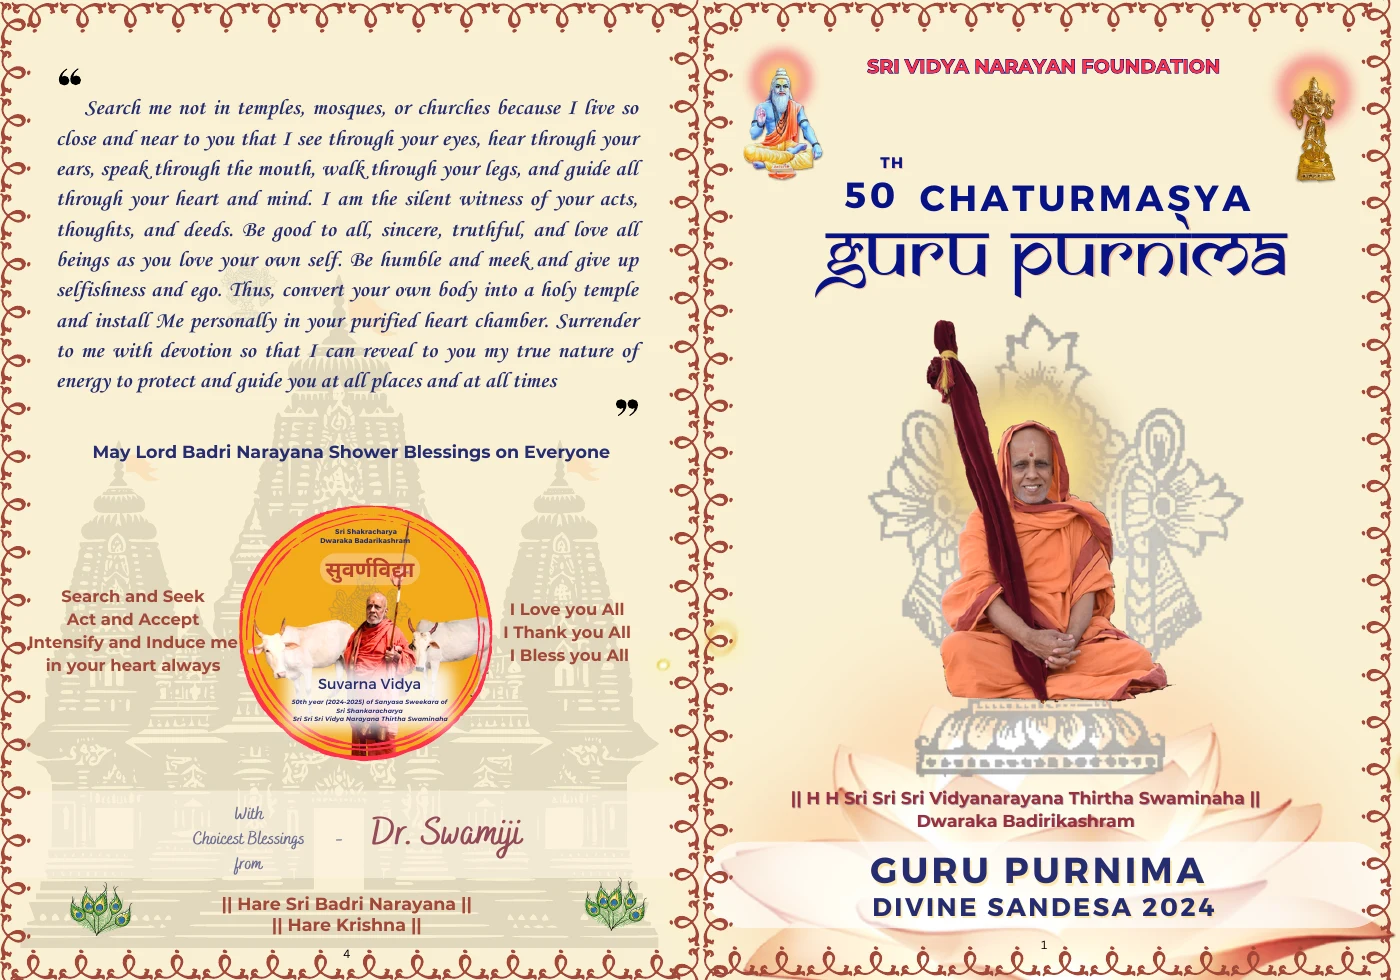 “
Search me not in temples, mosques, or churches because I live so
close and near to you that I see through your eyes, hear through your
ears, speak through the mouth, walk through your legs, and guide all
through your heart and mind. I am the silent witness of your acts,
thoughts, and deeds. Be good to all, sincere, truthful, and love all
beings as you love your own self. Be humble and meek and give up
selfishness and ego. Thus, convert your own body into a holy temple
and install Me personally in your purified heart chamber. Surrender
to me with devotion so that I can reveal to you my true nature of
energy to protect and guide you at all places and at all times
”
May Lord Badri Narayana Shower Blessings on Everyone
Search and Seek
Act and Accept
Intensify and Induce me
in your heart always
Sri Shakracharya
Dwaraka Badarikashram
सुवर्णविद्या
Suvarna Vidya
50th year (2024-2025) of Sanyasa Sweekara of
Sri Shankaracharya
Sri Sri Sri Vidya Narayana Thirtha Swaminaha
I Love you All
I Thank you All
I Bless you All
With
Choicest Blessings
from
- Dr. Swamiji
|| Hare Sri Badri Narayana ||
|| Hare Krishna ||
4
SRI VIDYA NARAYAN FOUNDATION
50TH CHATURMASYA
guru purnima
|| H H Sri Sri Sri Vidyanarayana Thirtha Swaminaha ||
Dwaraka Badirikashram
GURU PURNIMA
DIVINE SANDESA 2024
1